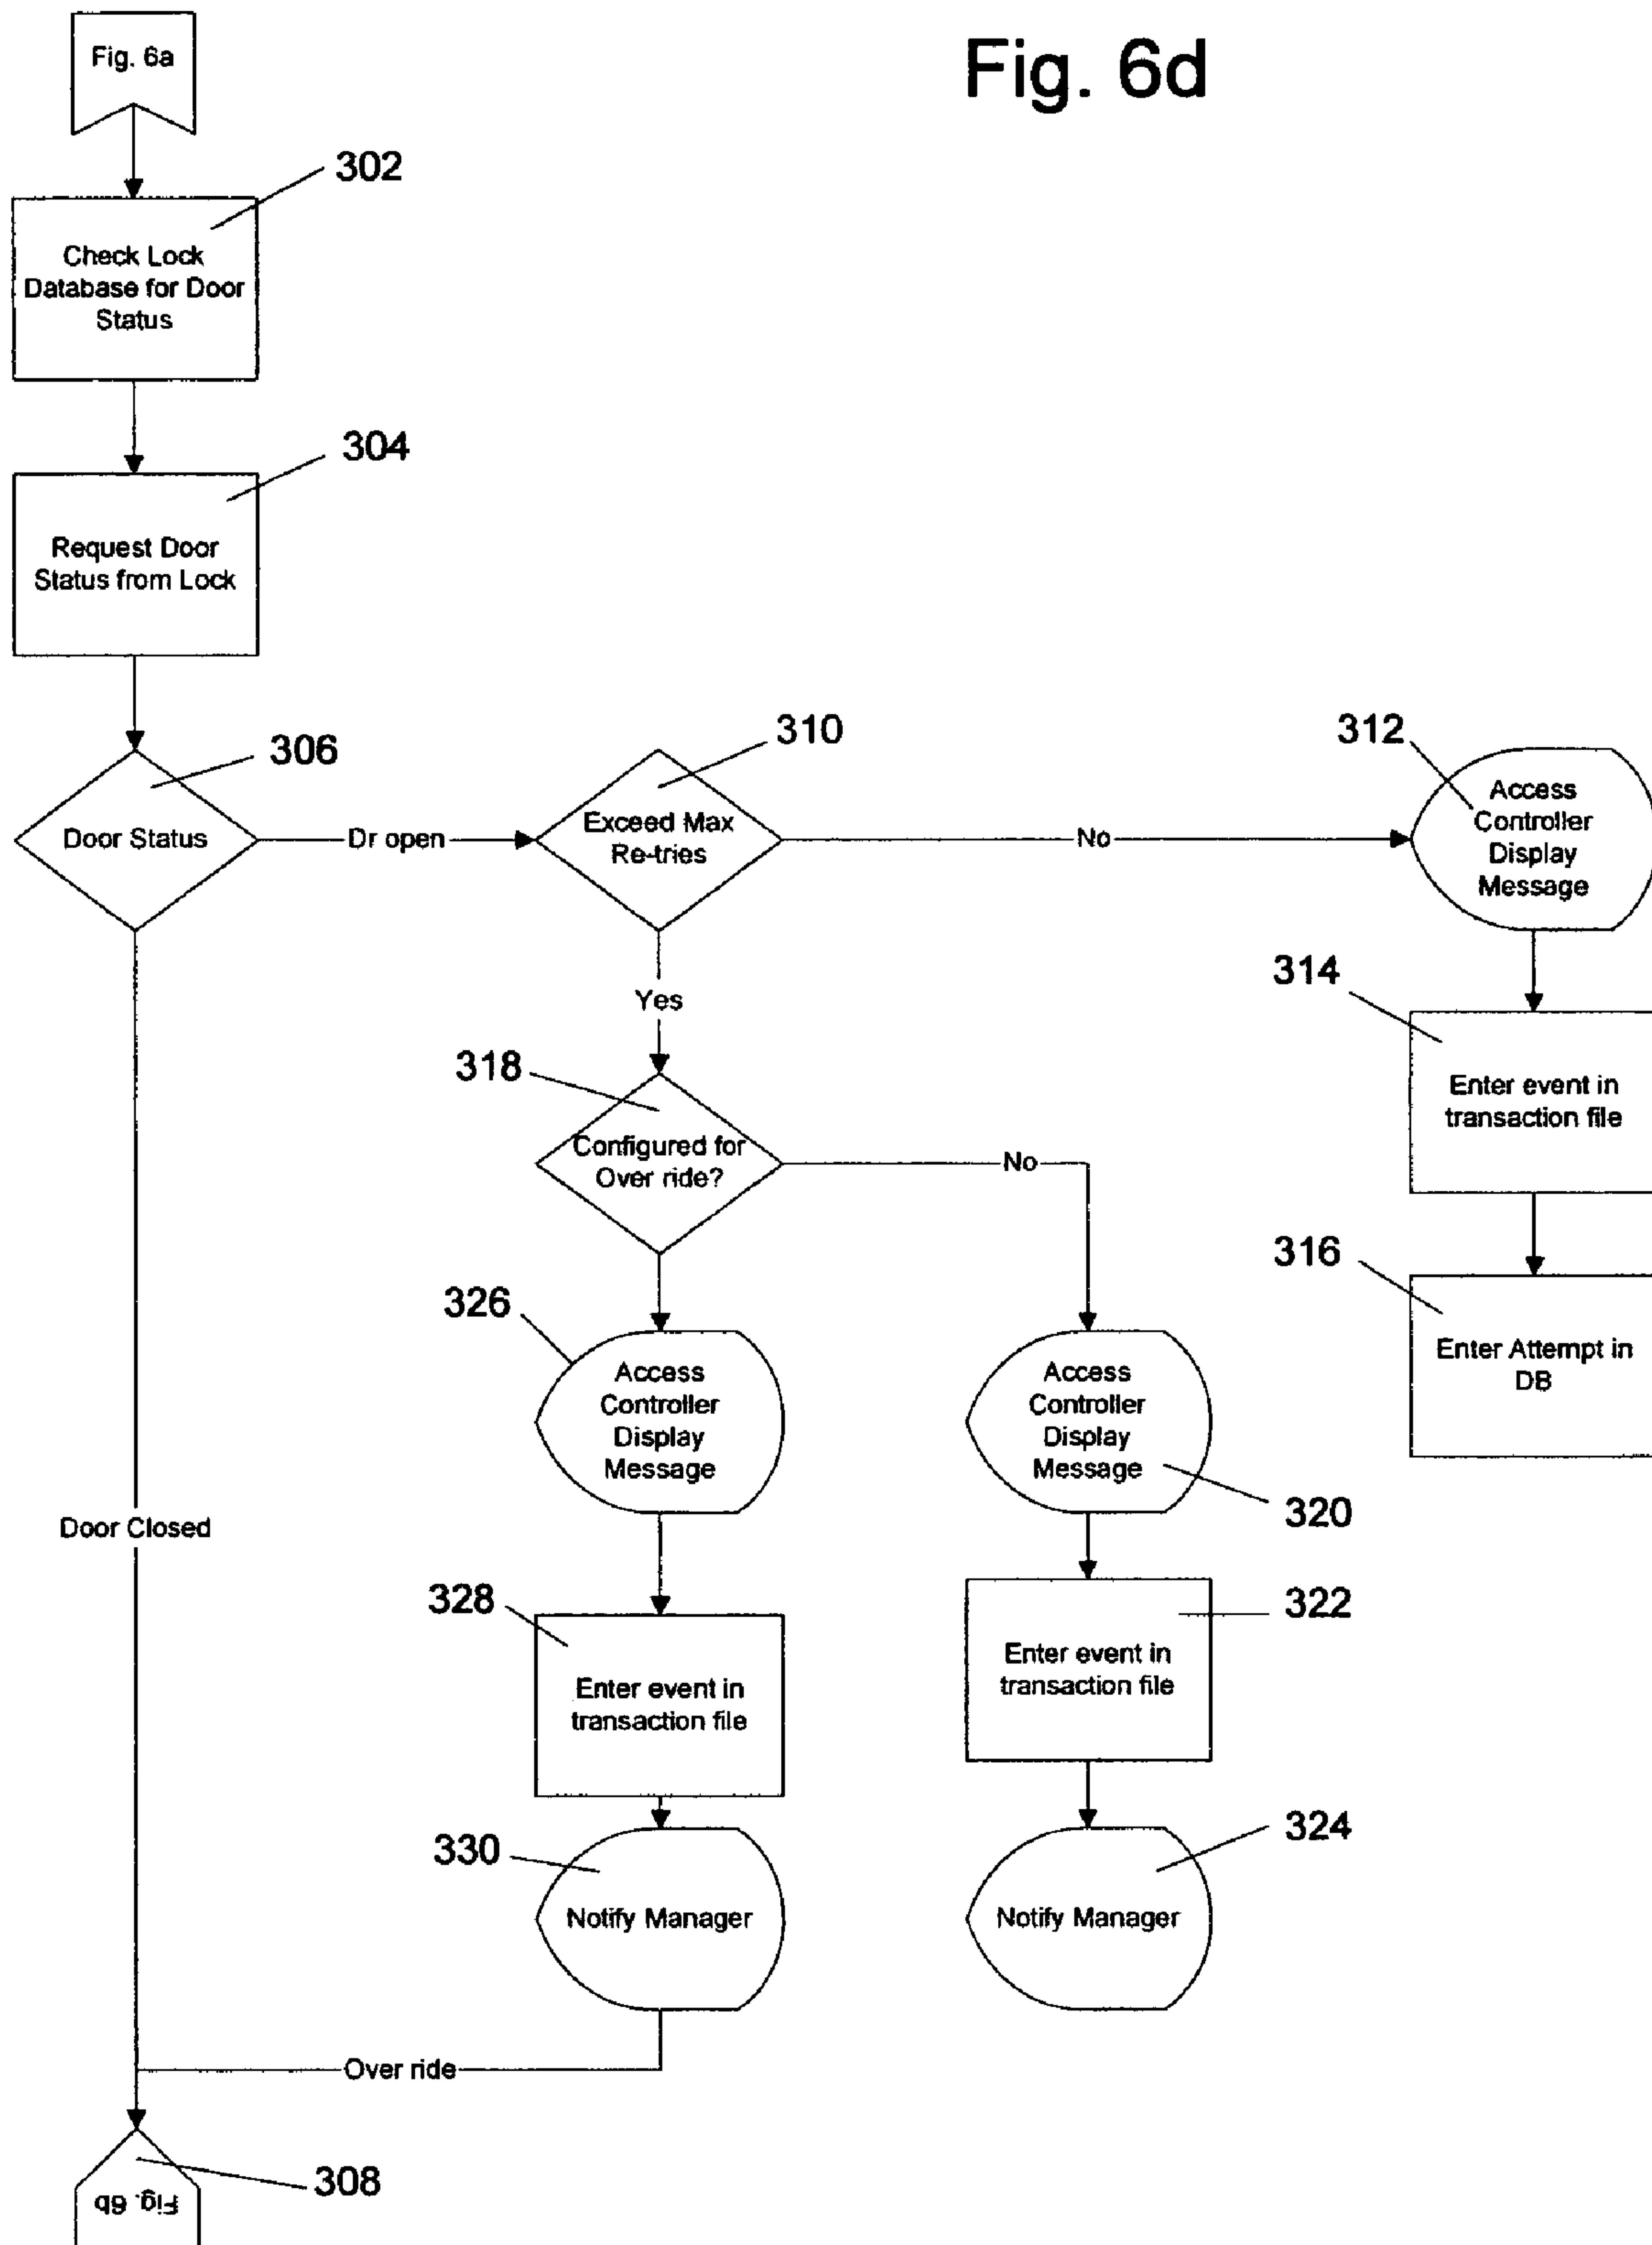 Fig. 6d
Fig. 6a
302
Check Lock
Database for Door
Status
304
Request Door
Status from Lock
306
Door Status
Dr open
310
Exceed Max
Re-tries
No
312
Access
Controller
Display
Message
314
Enter event in
transaction file
316
Enter Attempt in
DB
Yes
318
Configured for
Over ride?
No
326
Access
Controller
Display
Message
Access
Controller
Display
Message
320
Door Closed
328
Enter event in
transaction file
322
Enter event in
transaction file
330
Notify Manager
324
Notify Manager
Over ride
308
Fig. 6b